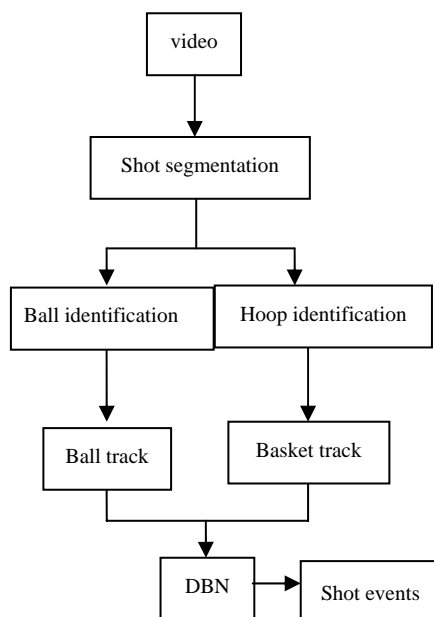 video
Shot segmentation
Ball identification
Hoop identification
Ball track
Basket track
DBN
Shot events